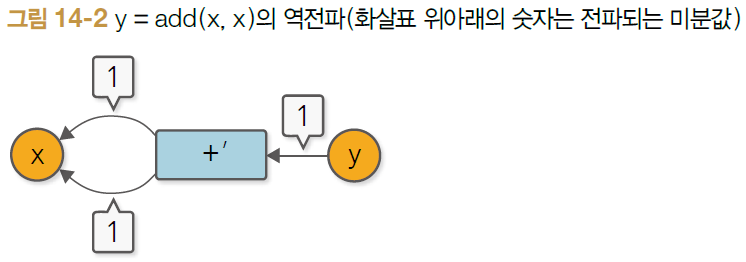 그림 14-2 y = add(x, x)의 역전파(화살표 위아래의 숫자는 전파되는 미분값)
1
1
x
+′
y
1